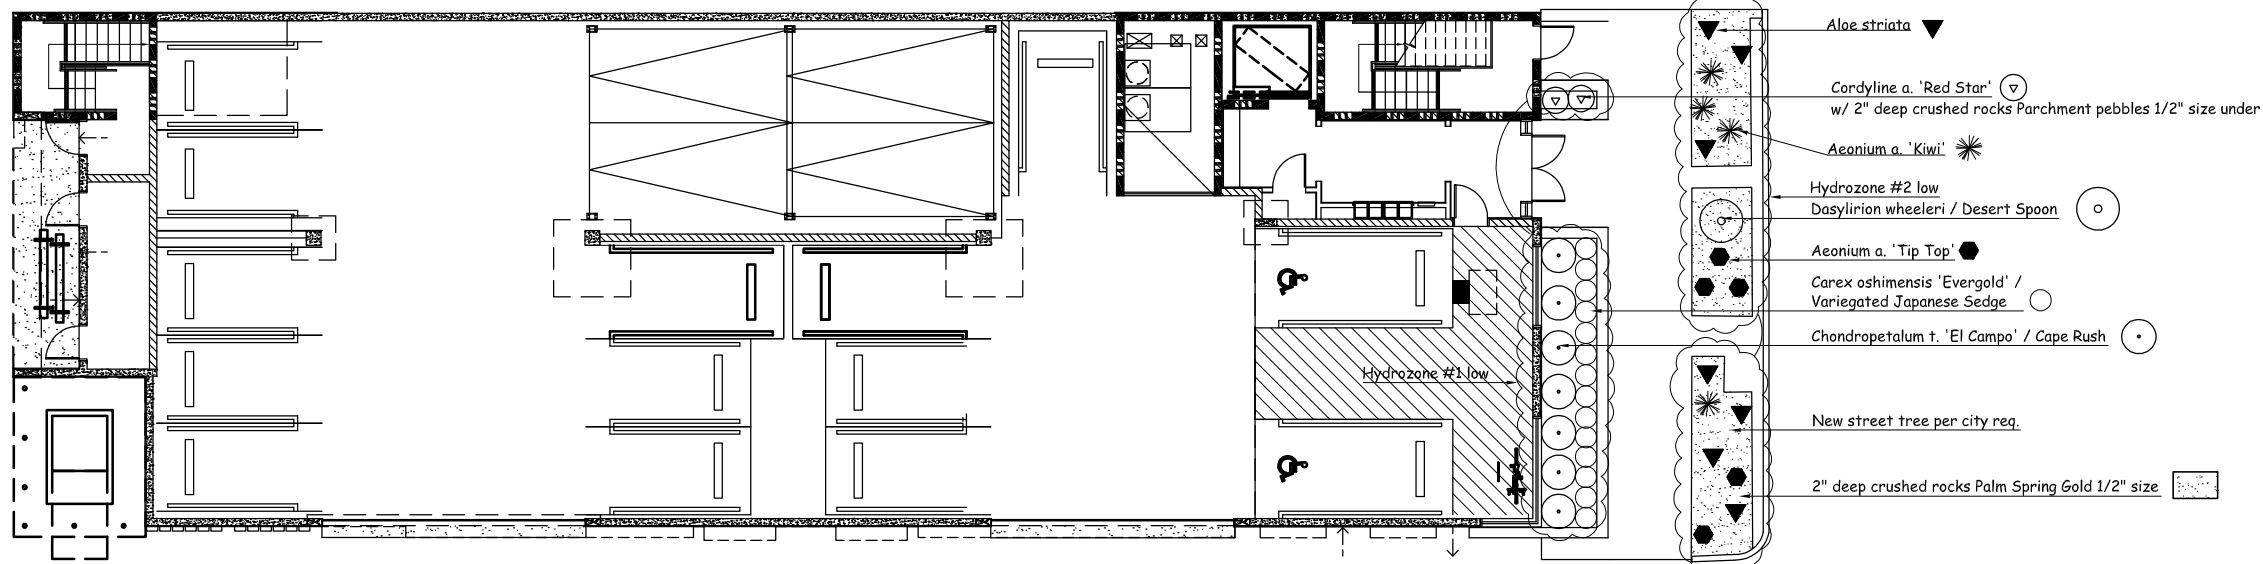 Aloe striata
Cordyline a. 'Red Star'
w/ 2" deep crushed rocks Parchment pebbles 1/2" size under
Aeonium a. 'Kiwi'
Hydrozone #2 low
Dasylirion wheeleri / Desert Spoon
Aeonium a. 'Tip Top'
Carex oshimensis 'Evergold' /
Variegated Japanese Sedge
Chondropetalum t. 'El Campo' / Cape Rush
Hydrozone #1 low
New street tree per city req.
2" deep crushed rocks Palm Spring Gold 1/2" size